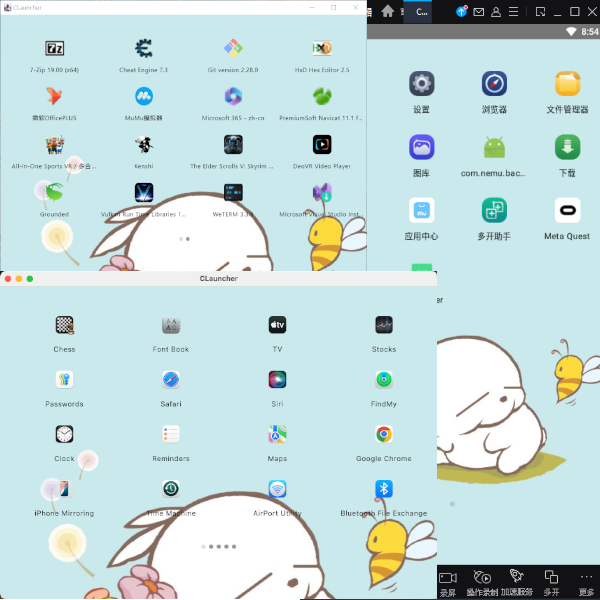 CLauncher
7-Zip 19.00 (x64)
Cheat Engine 7.3
Git version 2.28.0
HxD Hex Editor 2.5
微软OfficePLUS
MuMu模拟器
Microsoft 365 - zh-cn
PremiumSoft Navicat 11.1 f...
All-In-One Sports VR / 多合...
Kenshi
The Elder Scrolls V: Skyrim ...
DeoVR Video Player
Grounded
Vulkan Run Time Libraries 1...
WeTERM 3.3
Microsoft Visual Studio Inst
C...
8:54
设置
浏览器
文件管理器
图库
com.nemu.bac...
下载
应用中心
多开助手
Meta Quest
er
CLauncher
Chess
Font Book
TV
Stocks
Passwords
Safari
Siri
FindMy
Clock
Reminders
Maps
Google Chrome
iPhone Mirroring
Time Machine
AirPort Utility
Bluetooth File Exchange
录屏
操作录制
加速服务
多开
更多